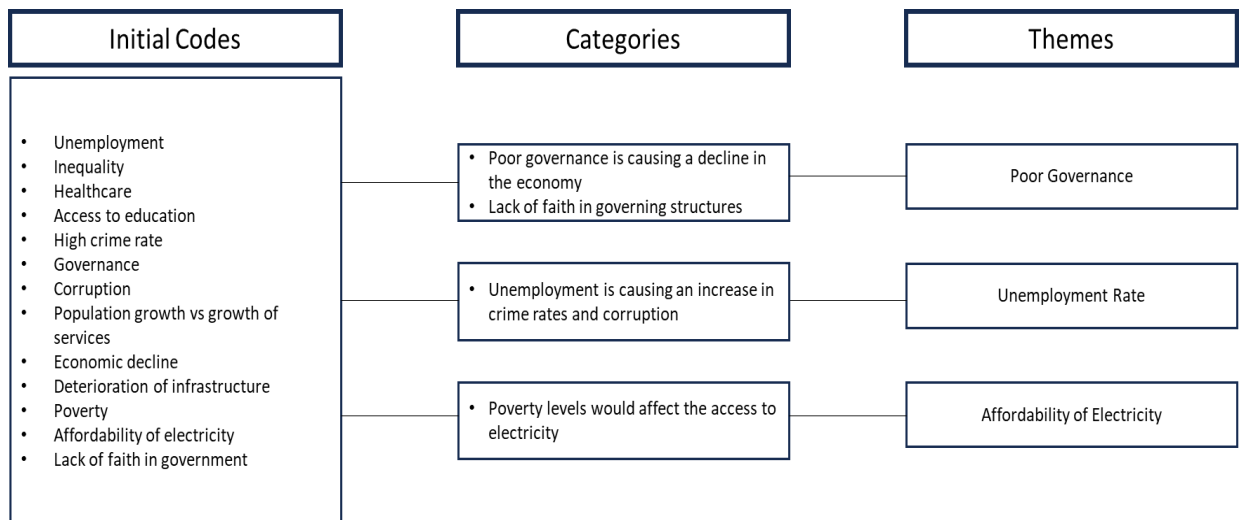 Initial Codes
• Unemployment
• Inequality
• Healthcare
• Access to education
• High crime rate
• Governance
• Corruption
• Population growth vs growth of
services
• Economic decline
• Deterioration of infrastructure
• Poverty
• Affordability of electricity
• Lack of faith in government
Categories
• Poor governance is causing a decline in
the economy
• Lack of faith in governing structures
• Unemployment is causing an increase in
crime rates and corruption
• Poverty levels would affect the access to
electricity
Themes
Poor Governance
Unemployment Rate
Affordability of Electricity